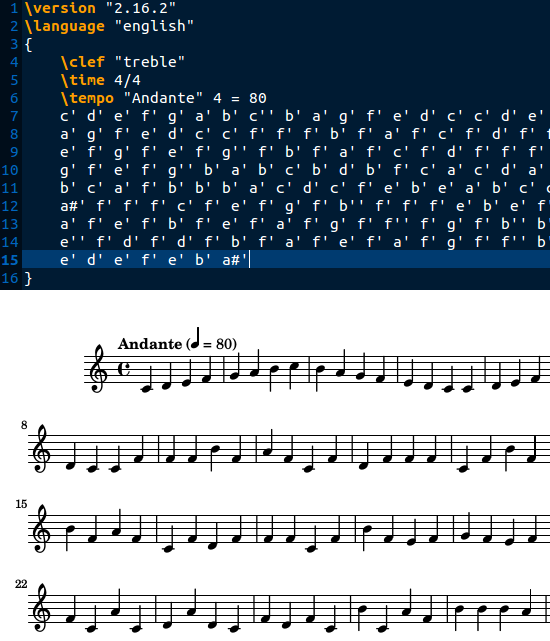 1 \version "2.16.2"
2 \language "english"
3 {
4 \clef "treble"
5 \time 4/4
6 \tempo "Andante" 4 = 80
7 c' d' e' f' g' a' b' c'' b' a' g' f' e' d' c' c' d' e'
8 a' g' f' e' d' c' c' f' f' f' b' f' a' f' c' f' d' f'
9 e' f' g' f' e' f' g'' f' b' f' a' f' c' f' d' f' f' f'
10 g' f' e' f' g'' b' a' b' c' b' d' b' f' c' a' c' d' a'
11 b' c' a' f' b' b' b' a' c' d' c' f' e' b' e' a' b' c'
12 a#' f' f' f' c' f' e' f' g' f' b'' f' f' f' e' b' e' f'
13 a' f' e' f' b' f' e' f' a' f' g' f' f'' f' g' f' b'' b'
14 e'' f' d' f' d' f' b' f' a' f' e' f' a' f' g' f' f'' b'
15 e' d' e' f' e' b' a#'
16 }
Andante (♩ = 80)
8
15
22